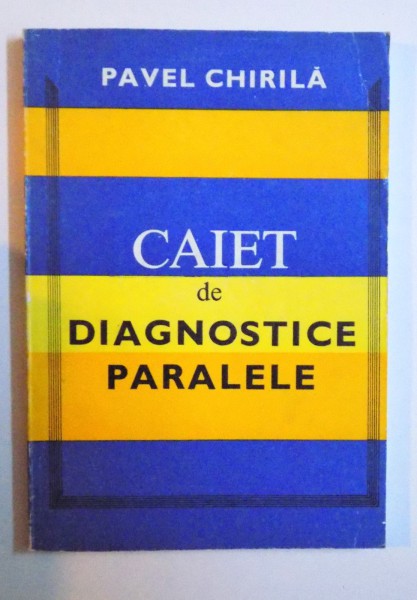 PAVEL CHIRILĂ
CAIET
de
DIAGNOSTICE
PARALELE